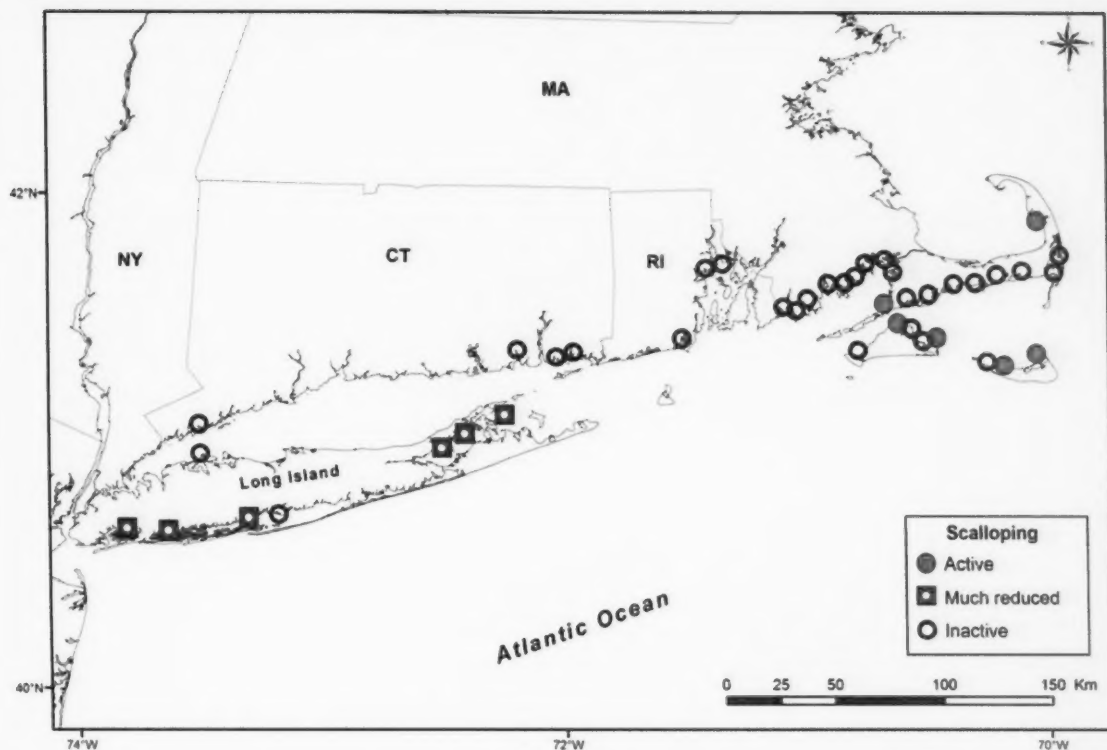 MA
42°N
NY
CT
RI
Long Island
Scalloping
Active
Much reduced
Inactive
Atlantic Ocean
40°N
0 25 50 100 150 Km
74°W 72°W 70°W